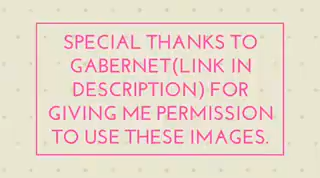 SPECIAL THANKS TO
GABERNET(LINK IN
DESCRIPTION) FOR
GIVING ME PERMISSION
TO USE THESE IMAGES.